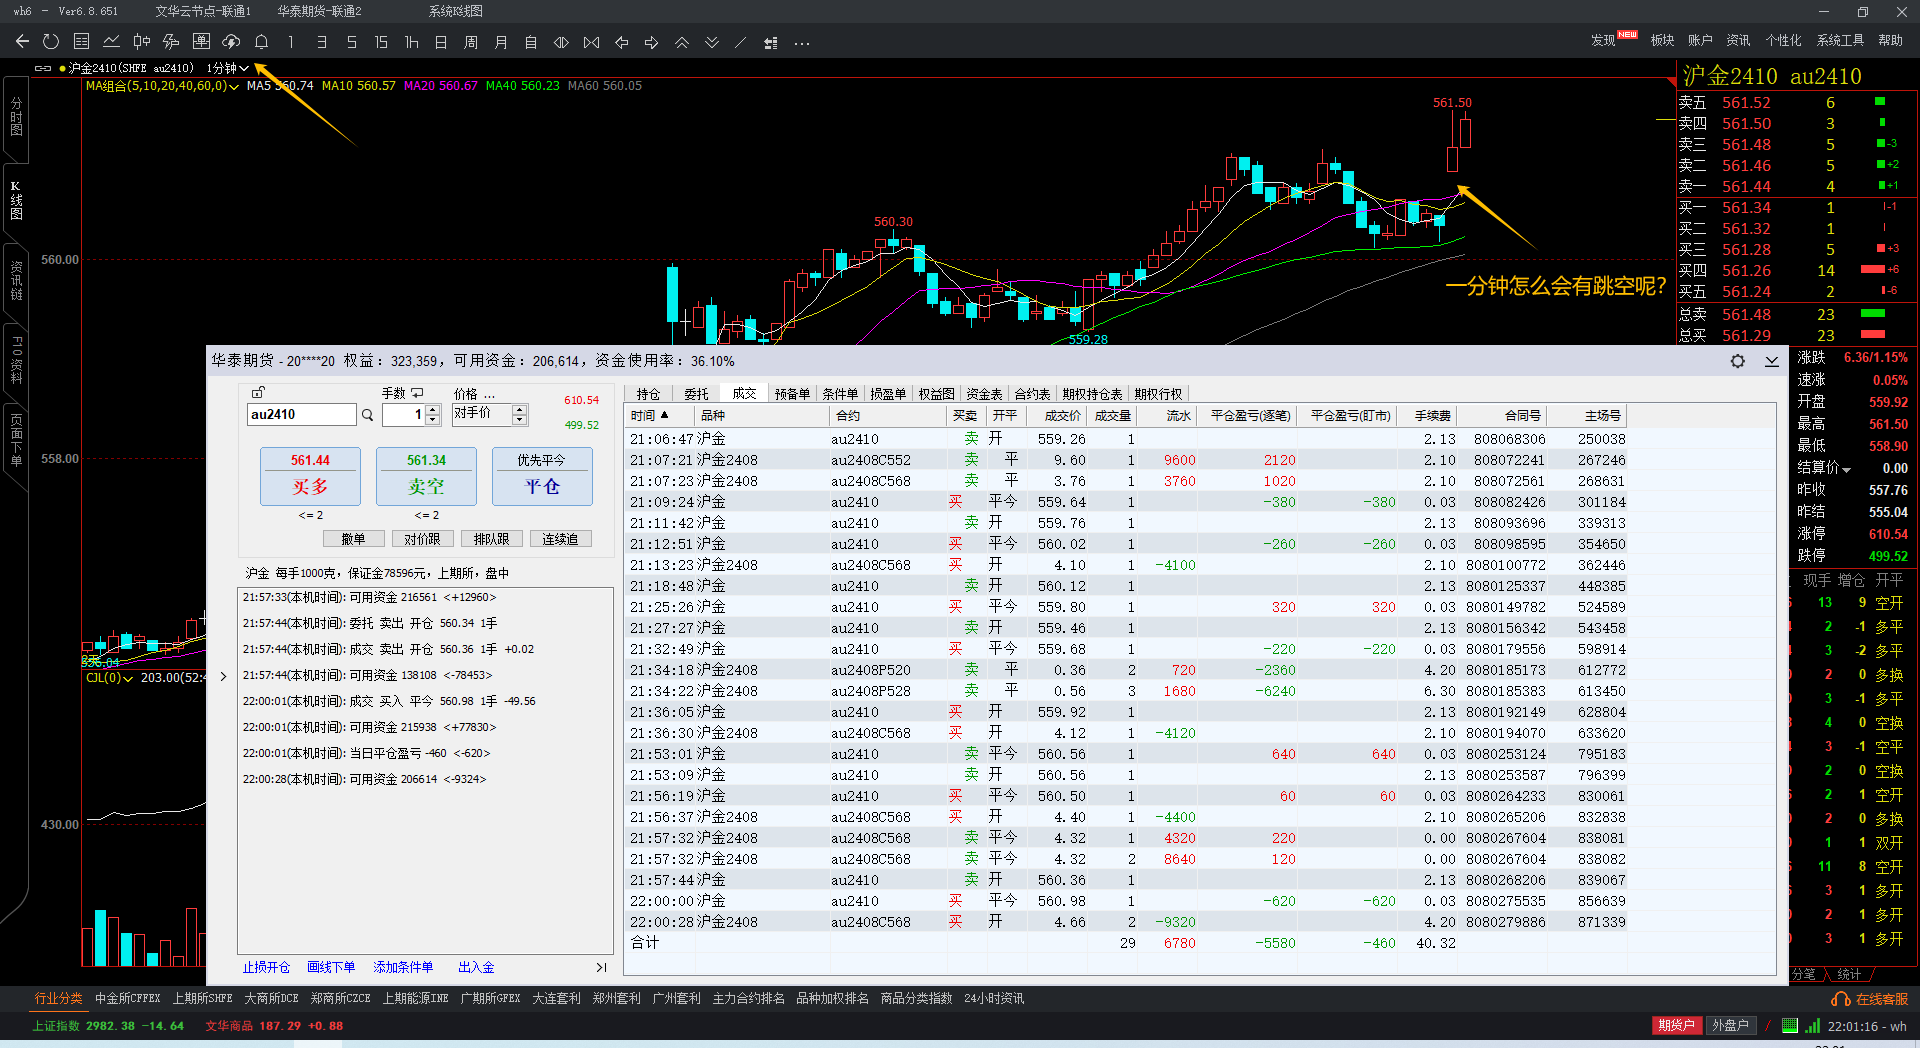 wh6 - Ver6.8.651 文华云节点-联通1 华泰期货-联通2 系统K线图
1 3 5 15 1h 日 周 月 自 ...
发现 NEW 板块 账户 资讯 个性化 系统工具 帮助
沪金2410(SHFE au2410) 1分钟
MA组合(5,10,20,40,60,0) MA5 560.74 MA10 560.57 MA20 560.67 MA40 560.23 MA60 560.05
分时图
K线图
资讯链
F10资料
页面下单
561.50
560.30
559.28
560.00
558.00
430.00
CJL(0) 203.00(52:4
一分钟怎么会有跳空呢?
沪金2410 au2410
卖五 561.52 6
卖四 561.50 3
卖三 561.48 5 -3
卖二 561.46 5 +2
卖一 561.44 4 +1
买一 561.34 1 -1
买二 561.32 1
买三 561.28 5 +3
买四 561.26 14 +6
买五 561.24 2 -6
总卖 561.48 23
总买 561.29 23
涨跌 6.36/1.15%
速涨 0.05%
开盘 559.92
最高 561.50
最低 558.90
结算价 0.00
昨收 557.76
昨结 555.04
涨停 610.54
跌停 499.52
现手 增仓 开平
13 9 空开
2 -1 多平
3 -2 多平
2 0 多换
3 -1 多平
4 0 空换
3 -1 空平
2 0 空换
2 1 空开
2 0 多换
1 1 双开
11 8 空开
3 1 多开
2 1 多开
3 1 多开
分笔 统计
华泰期货 - 20****20 权益: 323,359, 可用资金: 206,614, 资金使用率: 36.10%
手数 价格 ...
au2410 1 对手价
610.54
499.52
561.44 561.34 优先平今
买多 卖空 平仓
<= 2 <= 2
撤单 对价跟 排队跟 连续追
沪金 每手1000克, 保证金78596元, 上期所, 盘中
21:57:33(本机时间): 可用资金 216561 <+12960>
21:57:44(本机时间): 委托 卖出 开仓 560.34 1手
21:57:44(本机时间): 成交 卖出 开仓 560.36 1手 +0.02
21:57:44(本机时间): 可用资金 138108 <-78453>
22:00:01(本机时间): 成交 买入 平今 560.98 1手 -49.56
22:00:01(本机时间): 可用资金 215938 <+77830>
22:00:01(本机时间): 当日平仓盈亏 -460 <-620>
22:00:28(本机时间): 可用资金 206614 <-9324>
止损开仓 画线下单 添加条件单 出入金
持仓 委托 成交 预备单 条件单 损盈单 权益图 资金表 合约表 期权持仓表 期权行权
时间 ▲ 品种 合约 买卖 开平 成交价 成交量 流水 平仓盈亏(逐笔) 平仓盈亏(盯市) 手续费 合同号 主场号
21:06:47 沪金 au2410 卖 开 559.26 1 2.13 808068306 250038
21:07:21 沪金2408 au2408C552 卖 平 9.60 1 9600 2120 2.10 808072241 267246
21:07:23 沪金2408 au2408C568 卖 平 3.76 1 3760 1020 2.10 808072561 268631
21:09:24 沪金 au2410 买 平今 559.64 1 -380 -380 0.03 808082426 301184
21:11:42 沪金 au2410 卖 开 559.76 1 2.13 808093696 339313
21:12:51 沪金 au2410 买 平今 560.02 1 -260 -260 0.03 808098595 354650
21:13:23 沪金2408 au2408C568 买 开 4.10 1 -4100 2.10 8080100772 362446
21:18:48 沪金 au2410 卖 开 560.12 1 2.13 8080125337 448385
21:25:26 沪金 au2410 买 平今 559.80 1 320 320 0.03 8080149782 524589
21:27:27 沪金 au2410 卖 开 559.46 1 2.13 8080156342 543458
21:32:49 沪金 au2410 买 平今 559.68 1 -220 -220 0.03 8080179556 598914
21:34:18 沪金2408 au2408P520 卖 平 0.36 2 720 -2360 4.20 8080185173 612772
21:34:22 沪金2408 au2408P528 卖 平 0.56 3 1680 -6240 6.30 8080185383 613450
21:36:05 沪金 au2410 买 开 559.92 1 2.13 8080192149 628804
21:36:30 沪金2408 au2408C568 买 开 4.12 1 -4120 2.10 8080194070 633620
21:53:01 沪金 au2410 卖 平今 560.56 1 640 640 0.03 8080253124 795183
21:53:09 沪金 au2410 卖 开 560.56 1 2.13 8080253587 796399
21:56:19 沪金 au2410 买 平今 560.50 1 60 60 0.03 8080264233 830061
21:56:37 沪金2408 au2408C568 买 开 4.40 1 -4400 2.10 8080265206 832838
21:57:32 沪金2408 au2408C568 卖 平今 4.32 1 4320 220 0.00 8080267604 838081
21:57:32 沪金2408 au2408C568 卖 平今 4.32 2 8640 120 0.00 8080267604 838082
21:57:44 沪金 au2410 卖 开 560.36 1 2.13 8080268206 839067
22:00:00 沪金 au2410 买 平今 560.98 1 -620 -620 0.03 8080275535 856639
22:00:28 沪金2408 au2408C568 买 开 4.66 2 -9320 4.20 8080279886 871339
合计 29 6780 -5580 -460 40.32
行业分类 中金所CFFEX 上期所SHFE 大商所DCE 郑商所CZCE 上期能源INE 广期所GFEX 大连套利 郑州套利 广州套利 主力合约排名 品种加权排名 商品分类指数 24小时资讯
在线客服
上证指数 2982.38 -14.64 文华商品 187.29 +0.88
期货户 外盘户 22:01:16 - wh